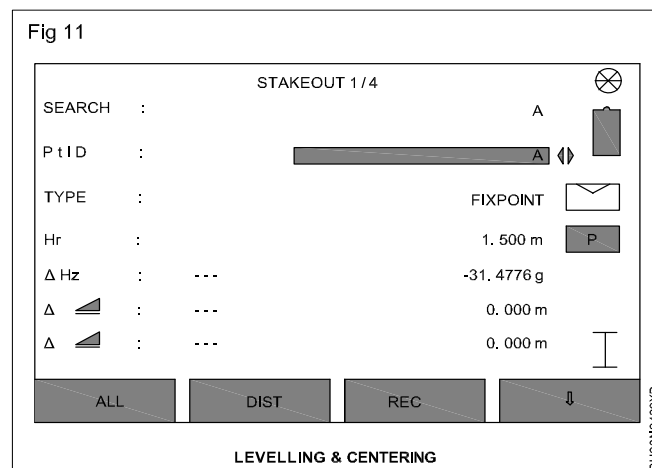 Fig 11
STAKEOUT 1/4
SEARCH : A
PtID : A
TYPE : FIXPOINT
Hr : 1.500 m P
Δ Hz : --- -31.4776 g
Δ : --- 0.000 m
Δ : --- 0.000 m
ALL DIST REC ⇩
LEVELLING & CENTERING